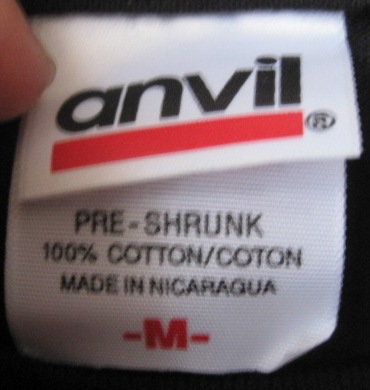 anvil®
PRE-SHRUNK
100% COTTON/COTON
MADE IN NICARAGUA
-M-